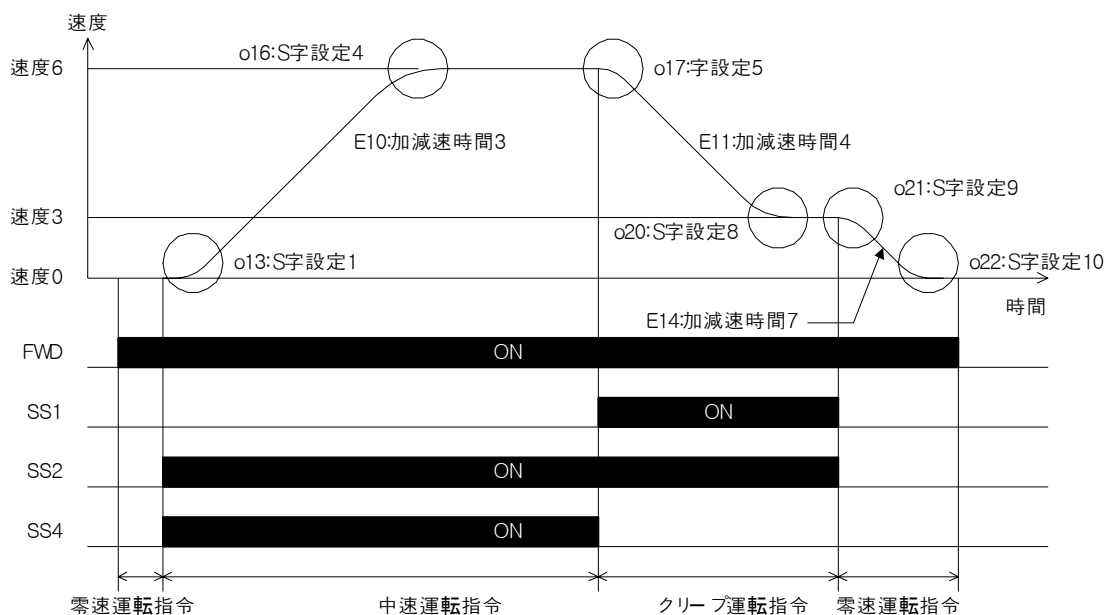 速度
o16:S字設定4
速度6
o17:字設定5
E10:加減速時間3
E11:加減速時間4
o21:S字設定9
速度3
o20:S字設定8
o13:S字設定1
o22:S字設定10
速度0
時間
E14:加減速時間7
FWD
ON
SS1
ON
SS2
ON
SS4
ON
零速運転指令
中速運転指令
クリープ運転指令
零速運転指令